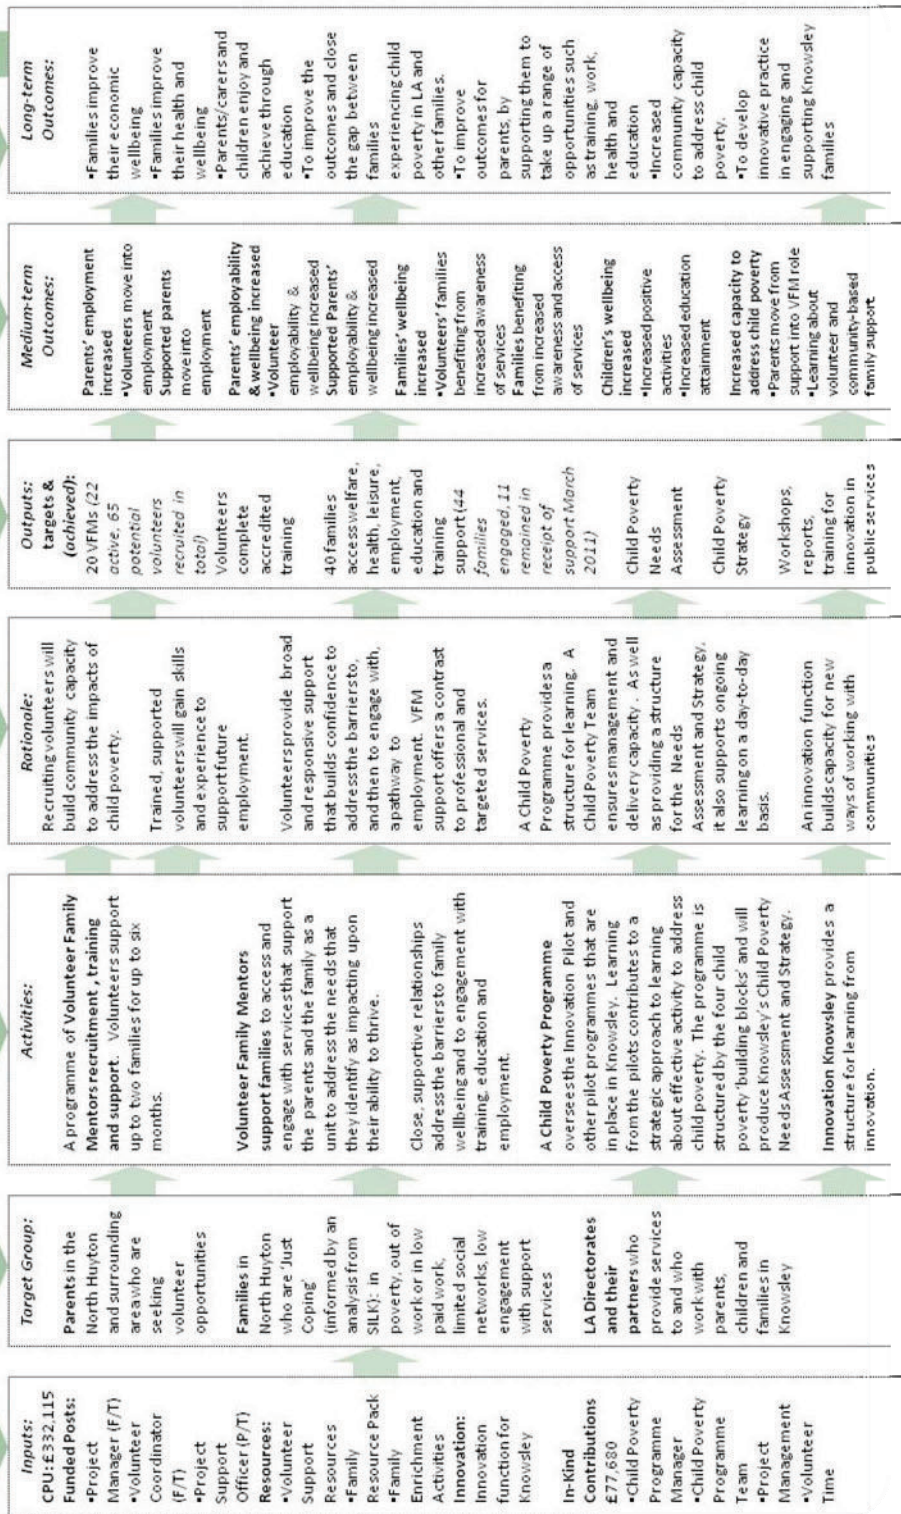 Inputs:
CPU: £332,115
Funded Posts:
•Project
Manager (F/T)
•Volunteer
Coordinator
(F/T)
•Project
Support
Officer (P/T)
Resources:
•Volunteer
Support
Resources
•Family
Resource Pack
•Family
Enrichment
Activities
Innovation:
Innovation
function for
Knowsley
In-Kind
Contributions
£77,680
•Child Poverty
Programme
Manager
•Child Poverty
Programme
Team
•Project
Management
•Volunteer
Time
Target Group:
Parents in the
North Huyton
and surrounding
area who are
seeking
volunteer
opportunities
Families in
North Huyton
who are 'Just
Coping'
(informed by an
analysis from
SILK): in
poverty, out of
work or in low
paid work,
limited social
networks, low
engagement
with support
services
LA Directorates
and their
partners who
provide services
to and who
work with
parents,
children and
families in
Knowsley
Activities:
A programme of Volunteer Family
Mentors recruitment, training
and support. Volunteers support
up to two families for up to six
months.
Volunteer Family Mentors
support families to access and
engage with services that support
the parents and the family as a
unit to address the needs that
they identify as impacting upon
their ability to thrive.
Close, supportive relationships
address the barriers to family
wellbeing and to engagement with
training, education and
employment.
A Child Poverty Programme
oversees the Innovation Pilot and
other pilot programmes that are
in place in Knowsley. Learning
from the pilots contributes to a
strategic approach to learning
about effective activity to address
child poverty. The programme is
structured by the four child
poverty 'building blocks' and will
produce Knowsley's Child Poverty
Needs Assessment and Strategy.
Innovation Knowsley provides a
structure for learning from
innovation.
Rationale:
Recruiting volunteers will
build community capacity
to address the impacts of
child poverty.
Trained, supported
volunteers will gain skills
and experience to
support future
employment.
Volunteers provide broad
and responsive support
that builds confidence to
address the barriers to,
and then to engage with,
a pathway to
employment. VFM
support offers a contrast
to professional and
targeted services.
A Child Poverty
Programme provides a
structure for learning. A
Child Poverty Team
ensures management and
delivery capacity. As well
as providing a structure
for the Needs
Assessment and Strategy,
it also supports ongoing
learning on a day-to-day
basis.
An innovation function
builds capacity for new
ways of working with
communities
Outputs:
targets &
(achieved):
20 VFMs (22
active, 65
potential
volunteers
recruited in
total)
Volunteers
complete
accredited
training
40 families
access welfare,
health, leisure,
employment,
education and
training
support (44
families
engaged, 11
remained in
receipt of
support March
2011)
Child Poverty
Needs
Assessment
Child Poverty
Strategy
Workshops,
reports,
training for
innovation in
public services
Medium-term
Outcomes:
Parents' employment
increased
•Volunteers move into
employment
Supported parents
move into
employment
Parents' employability
& wellbeing increased
•Volunteer
employability &
wellbeing increased
Supported Parents'
employability &
wellbeing increased
Families' wellbeing
increased
•Volunteers' families
benefiting from
increased awareness
of services
Families benefiting
from increased
awareness and access
of services
Children's wellbeing
increased
•Increased positive
activities
•Increased education
attainment
Increased capacity to
address child poverty
•Parents move from
support into VFM role
•Learning about
volunteer and
community-based
family support.
Long-term
Outcomes:
•Families improve
their economic
wellbeing
•Families improve
their health and
wellbeing
•Parents/carers and
children enjoy and
achieve through
education
•To improve the
outcomes and close
the gap between
families
experiencing child
poverty in LA and
other families.
•To improve
outcomes for
parents, by
supporting them to
take up a range of
opportunities such
as training, work,
health and
education
•Increased
community capacity
to address child
poverty.
•To develop
innovative practice
in engaging and
supporting Knowsley
families